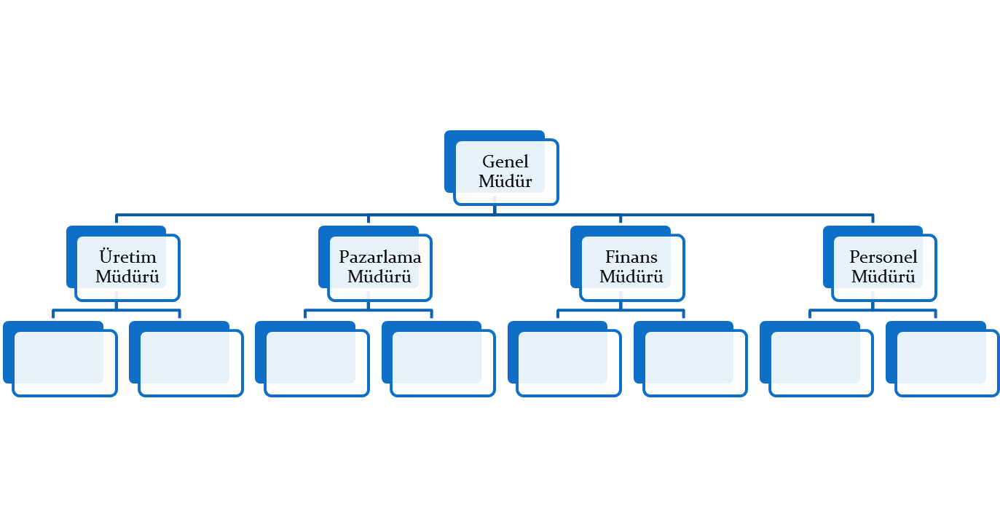 Genel
Müdür
Üretim
Müdürü
Pazarlama
Müdürü
Finans
Müdürü
Personel
Müdürü